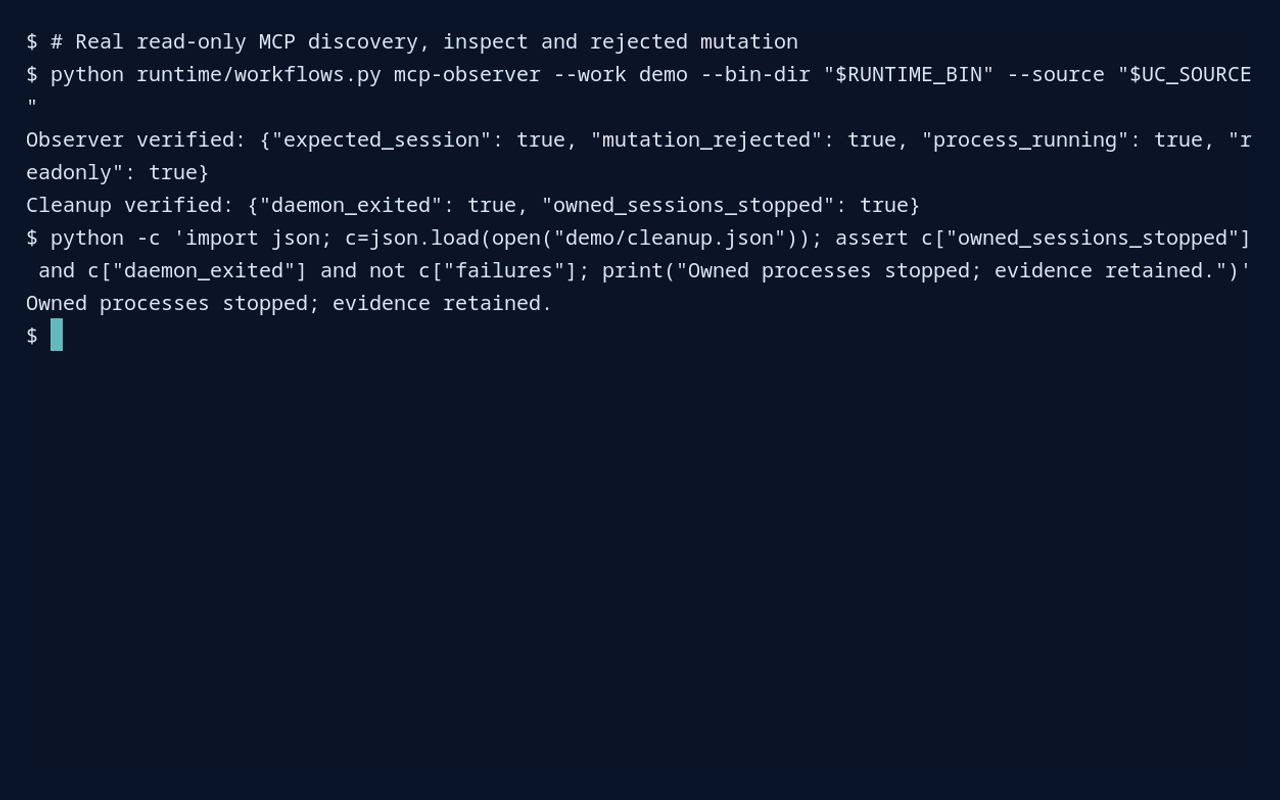 $ # Real read-only MCP discovery, inspect and rejected mutation
$ python runtime/workflows.py mcp-observer --work demo --bin-dir "$RUNTIME_BIN" --source "$UC_SOURCE
"
Observer verified: {"expected_session": true, "mutation_rejected": true, "process_running": true, "r
eadonly": true}
Cleanup verified: {"daemon_exited": true, "owned_sessions_stopped": true}
$ python -c 'import json; c=json.load(open("demo/cleanup.json")); assert c["owned_sessions_stopped"]
 and c["daemon_exited"] and not c["failures"]; print("Owned processes stopped; evidence retained.")'
Owned processes stopped; evidence retained.
$